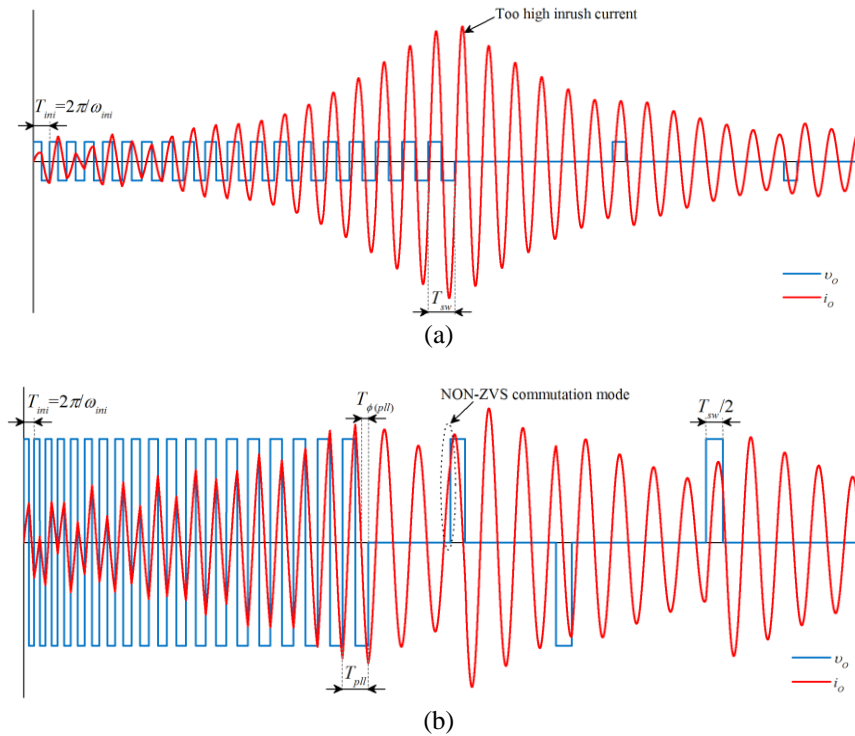 Too high inrush current
T_ini=2π/ω_ini
T_sw
υ_o
i_o
(a)
T_ini=2π/ω_ini
T_ϕ(pll)
NON-ZVS commutation mode
T_sw/2
T_pll
υ_o
i_o
(b)